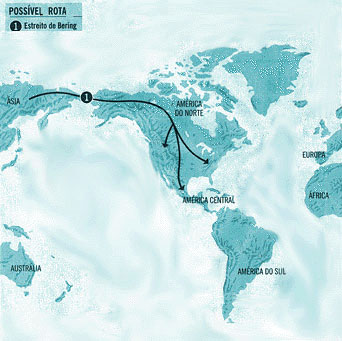 POSSÍVEL ROTA
1 Estreito de Bering
ÁSIA
1
AMÉRICA
DO NORTE
EUROPA
AMÉRICA CENTRAL
ÁFRICA
AUSTRÁLIA
AMÉRICA DO SUL